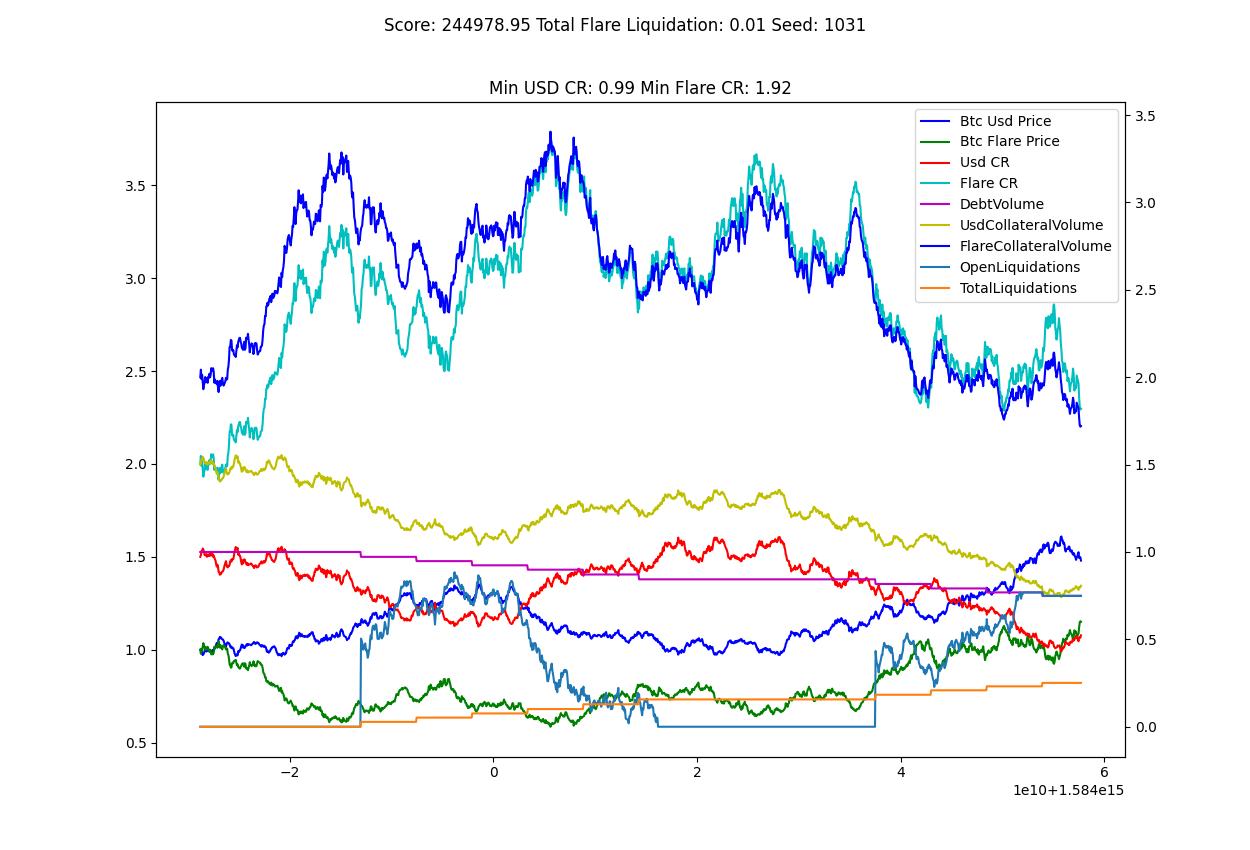 Score: 244978.95 Total Flare Liquidation: 0.01 Seed: 1031
Min USD CR: 0.99 Min Flare CR: 1.92
Btc Usd Price
Btc Flare Price
Usd CR
Flare CR
DebtVolume
UsdCollateralVolume
FlareCollateralVolume
OpenLiquidations
TotalLiquidations
3.5
3.0
2.5
2.0
1.5
1.0
0.5
3.5
3.0
2.5
2.0
1.5
1.0
0.5
0.0
−2
0
2
4
6
1e10+1.584e15